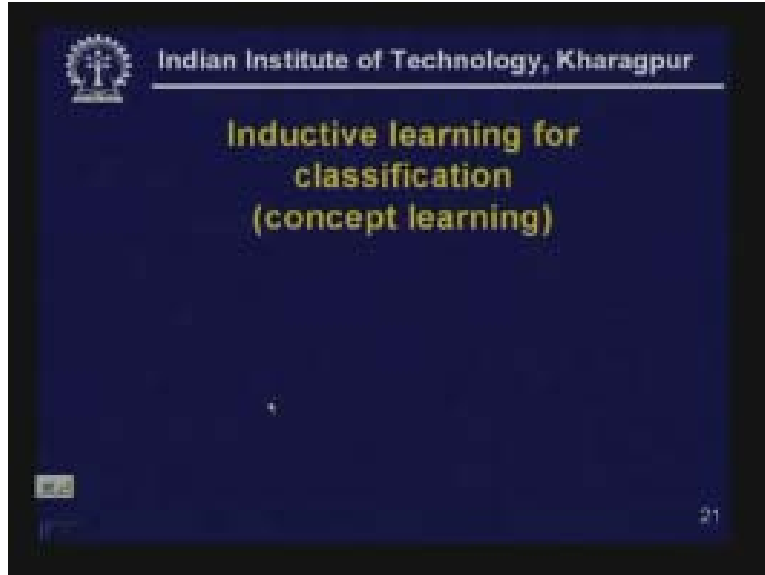 Indian Institute of Technology, Kharagpur
Inductive learning for
classification
(concept learning)
21